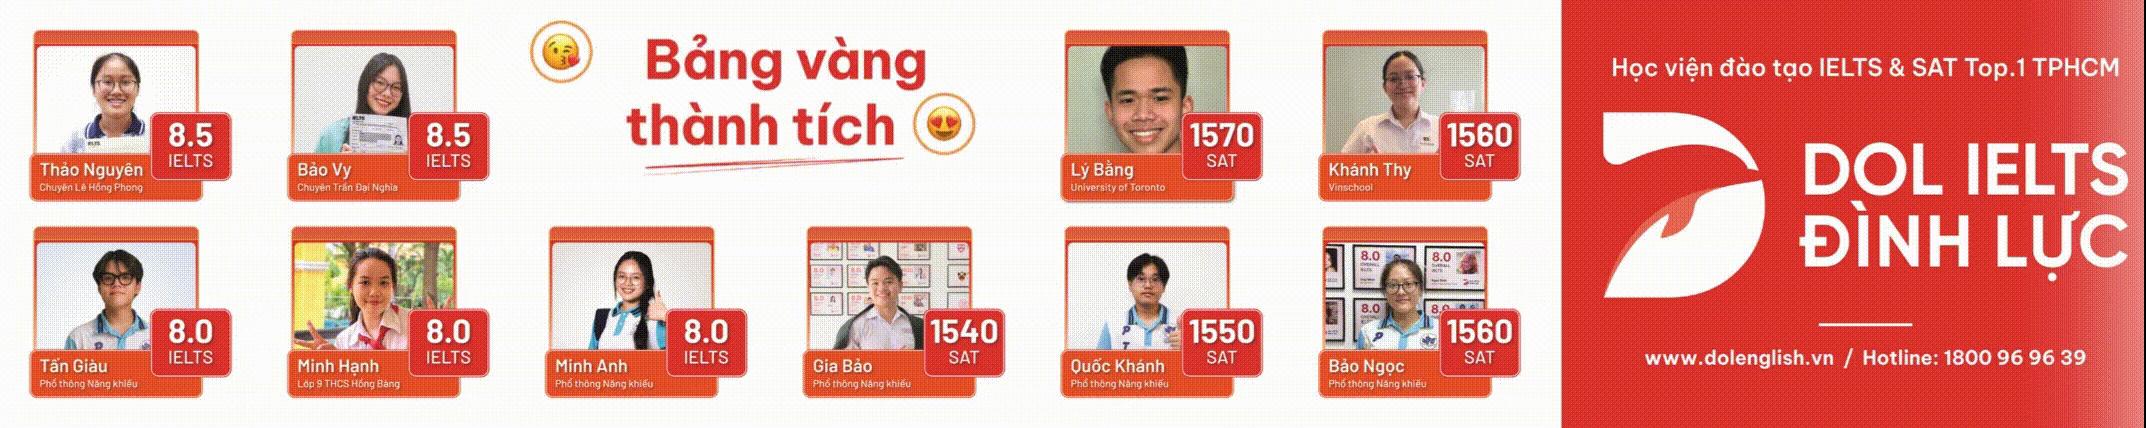 Thảo Nguyên
Chuyên Lê Hồng Phong
8.5
IELTS
Bảo Vy
Chuyên Trần Đại Nghĩa
8.5
IELTS
Bảng vàng
thành tích
Lý Bằng
University of Toronto
1570
SAT
Khánh Thy
Vinschool
1560
SAT
Tấn Giàu
Phổ thông Năng khiếu
8.0
IELTS
Minh Hạnh
Lớp 9 THCS Hồng Bàng
8.0
IELTS
Minh Anh
Phổ thông Năng khiếu
8.0
IELTS
Gia Bảo
Phổ thông Năng khiếu
1540
SAT
Quốc Khánh
Phổ thông Năng khiếu
1550
SAT
Bảo Ngọc
Phổ thông Năng khiếu
1560
SAT
Học viện đào tạo IELTS & SAT Top.1 TPHCM
DOL IELTS
ĐÌNH LỰC
www.dolenglish.vn / Hotline: 1800 96 96 39